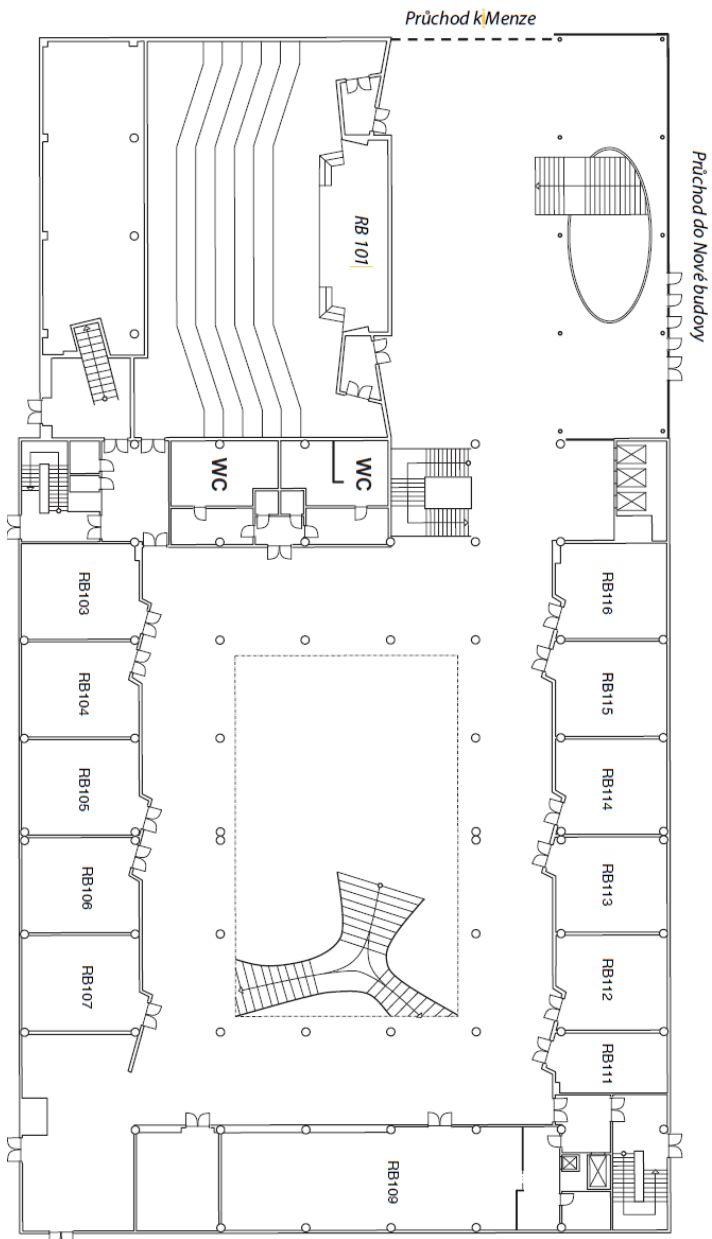 Průchod k Menze
Průchod do Nové budovy
RB 101
WC
WC
RB103
RB116
RB104
RB115
RB105
RB114
RB106
RB113
RB107
RB112
RB111
RB109